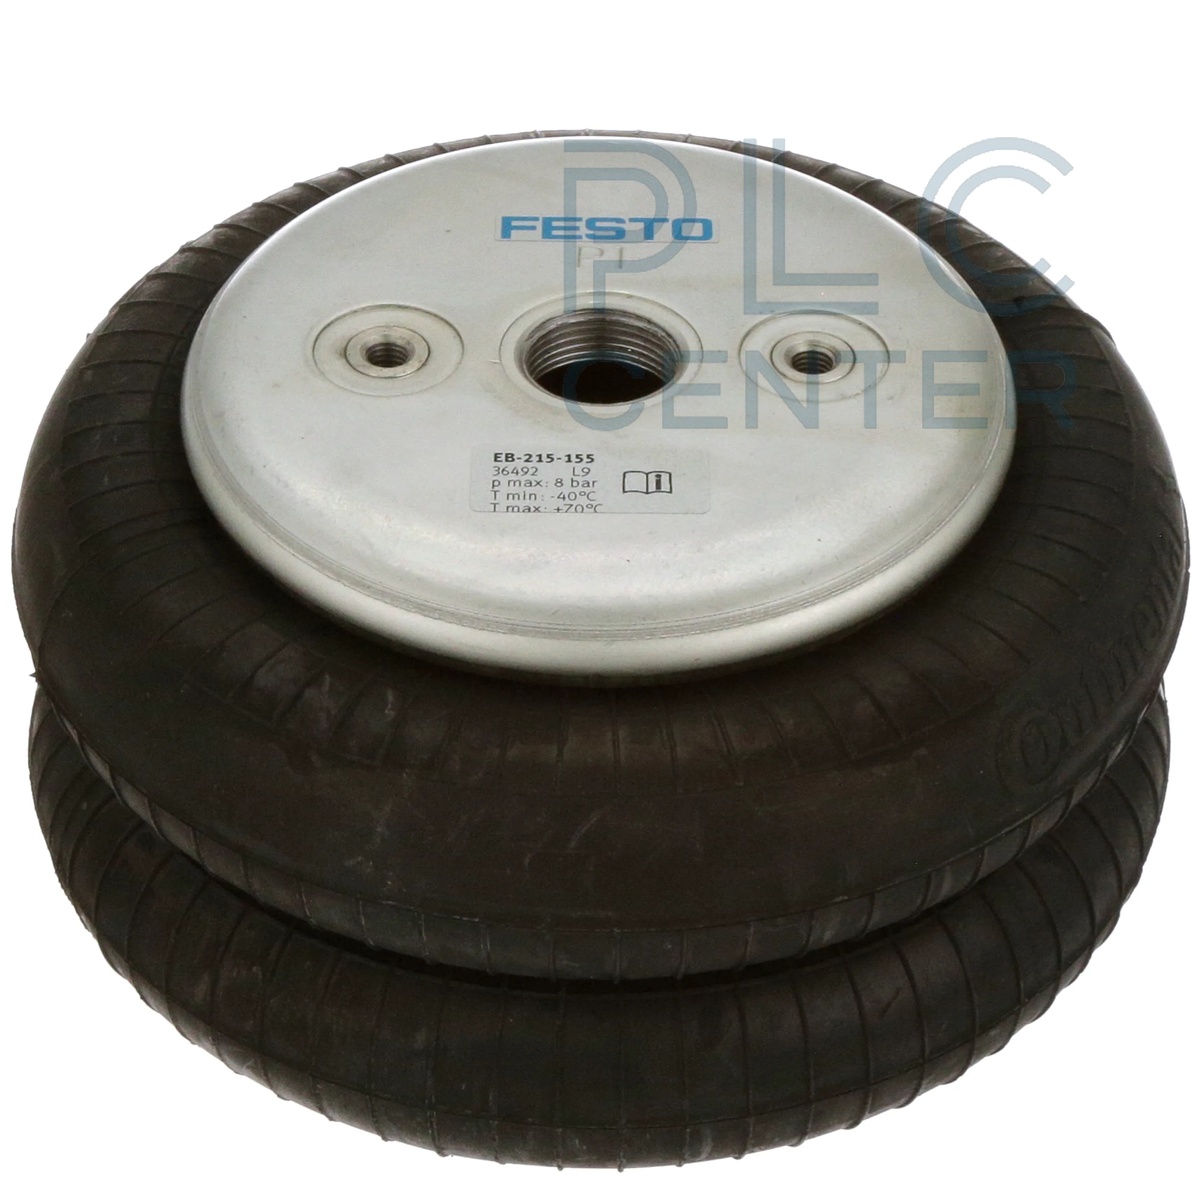 PLC
CENTER
FESTO
P1
EB-215-155
36492 L9
p max: 8 bar
T min: -40°C
T max: +70°C
Continental